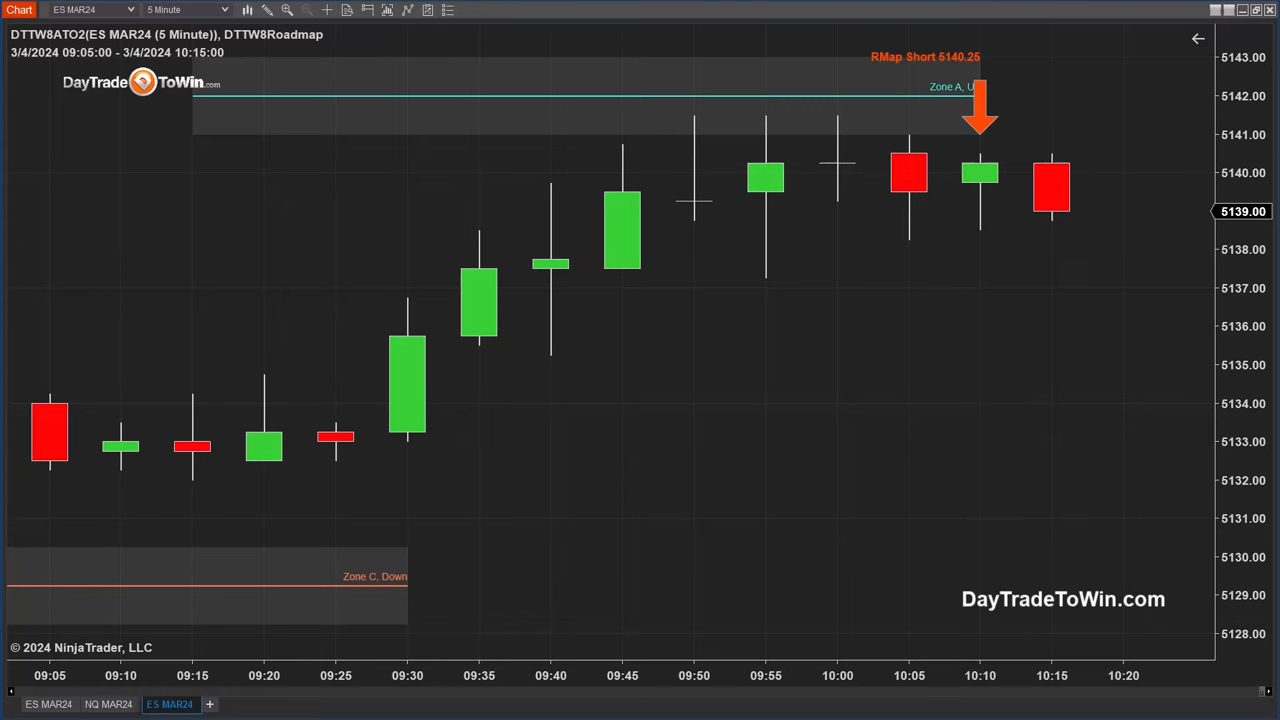 Chart
ES MAR24
5 Minute
DTTW8ATO2(ES MAR24 (5 Minute)), DTTW8Roadmap
3/4/2024 09:05:00 - 3/4/2024 10:15:00
DayTrade ToWin.com
RMap Short 5140.25
Zone A, U
Zone C, Down
5143.00
5142.00
5141.00
5140.00
5139.00
5138.00
5137.00
5136.00
5135.00
5134.00
5133.00
5132.00
5131.00
5130.00
5129.00
5128.00
DayTradeToWin.com
© 2024 NinjaTrader, LLC
09:05 09:10 09:15 09:20 09:25 09:30 09:35 09:40 09:45 09:50 09:55 10:00 10:05 10:10 10:15 10:20
ES MAR24 NQ MAR24 ES MAR24 +